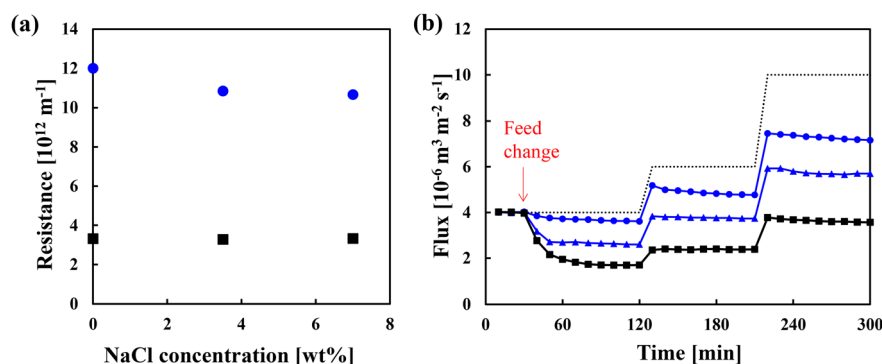 (a)
Resistance [10¹² m⁻¹]
14
12
10
8
6
4
2
0
0 2 4 6 8
NaCl concentration [wt%]
(b)
Flux [10⁻⁶ m³ m⁻² s⁻¹]
12
10
8
6
4
2
0
Feed
change
0 60 120 180 240 300
Time [min]